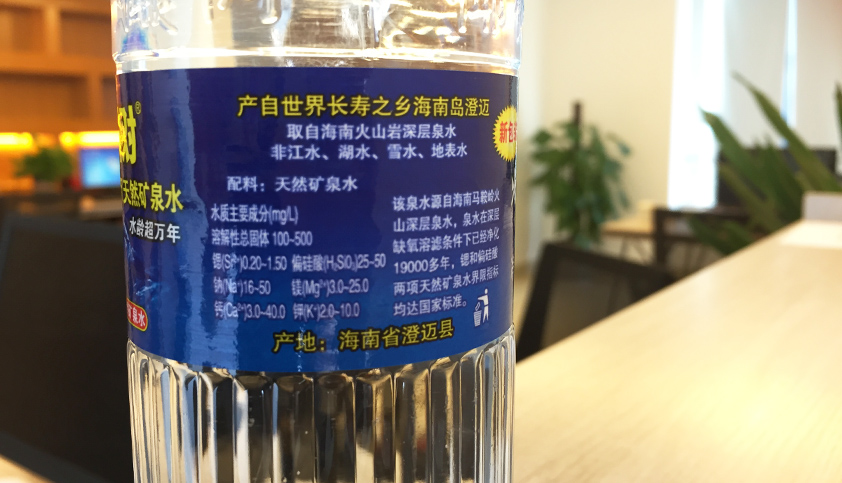 产自世界长寿之乡海南岛澄迈
取自海南火山岩深层泉水
非江水、湖水、雪水、地表水
树®
天然矿泉水
水龄超万年
泉水
新包
配料：天然矿泉水
水质主要成分(mg/L)
溶解性总固体 100-500
锶(Sr²⁺)0.20-1.50 偏硅酸(H₂SiO₃)25-50
钠(Na⁺)16-50 镁(Mg²⁺)3.0-25.0
钙(Ca²⁺)3.0-40.0 钾(K⁺)2.0-10.0
该泉水源自海南马鞍岭火
山深层泉水，泉水在深层
缺氧溶滤条件下已经净化
19000多年，锶和偏硅酸
两项天然矿泉水界限指标
均达国家标准。
产地：海南省澄迈县